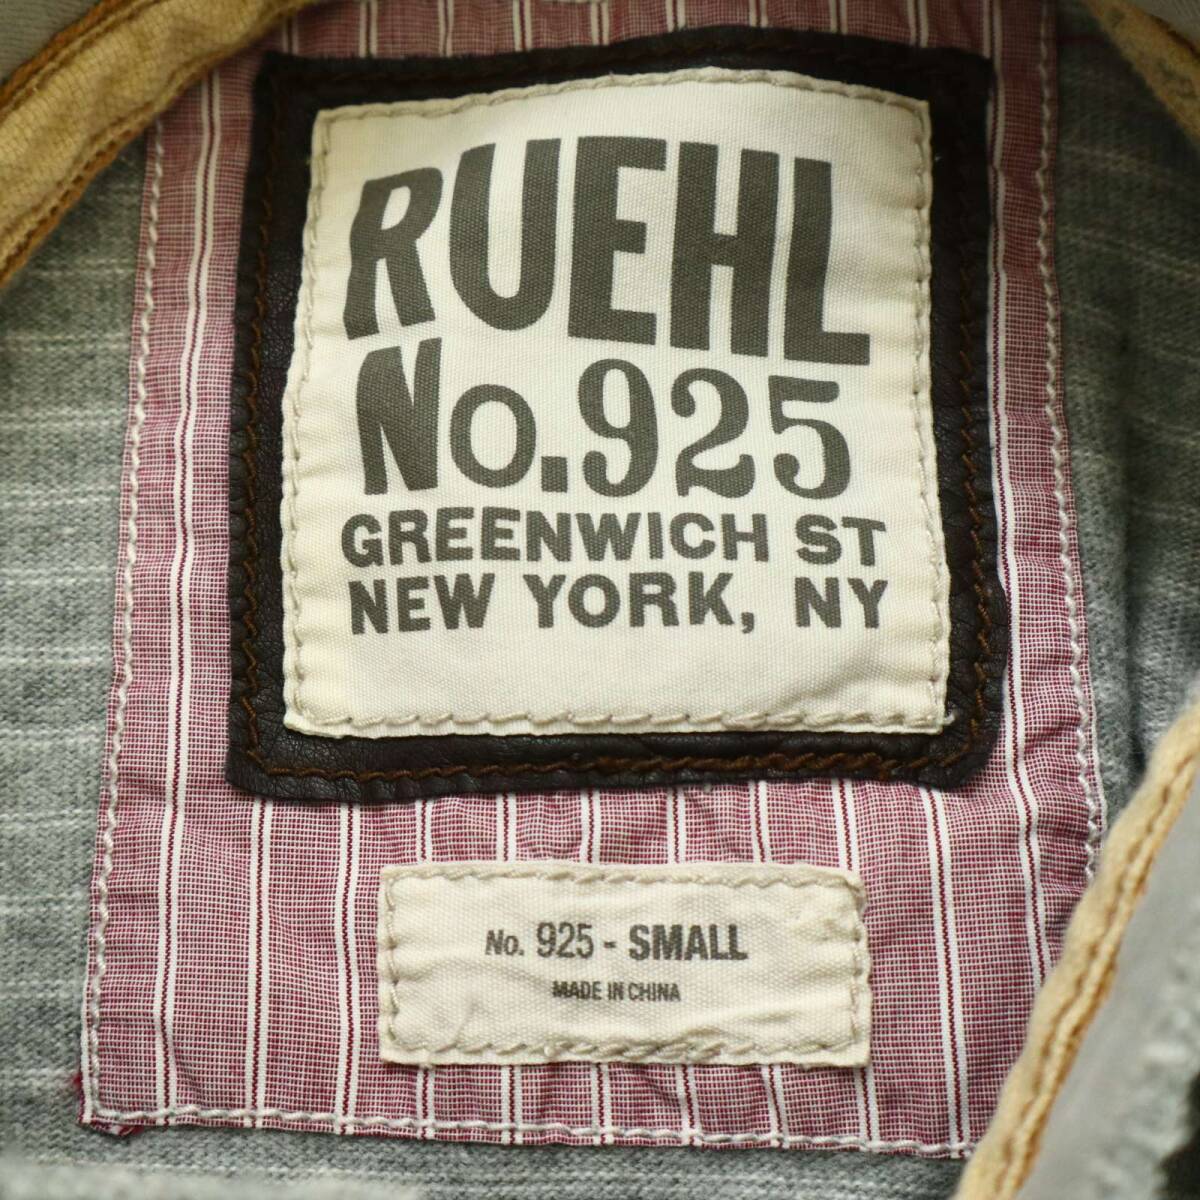 RUEHL
No.925
GREENWICH ST
NEW YORK, NY
No. 925 - SMALL
MADE IN CHINA